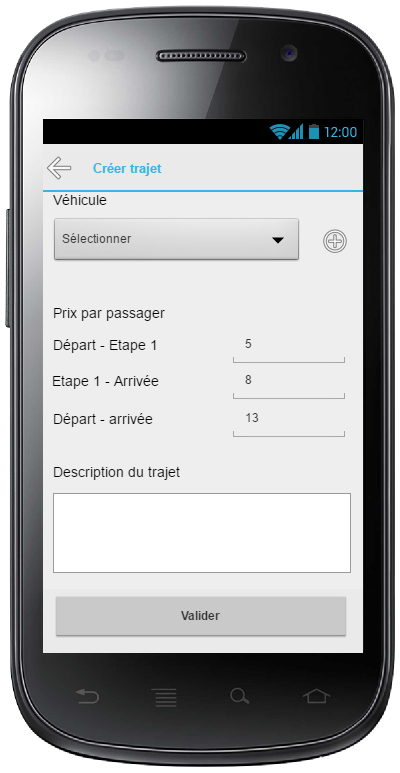 12:00
Créer trajet
Véhicule
Sélectionner
Prix par passager
Départ - Etape 1 5
Etape 1 - Arrivée 8
Départ - arrivée 13
Description du trajet
Valider